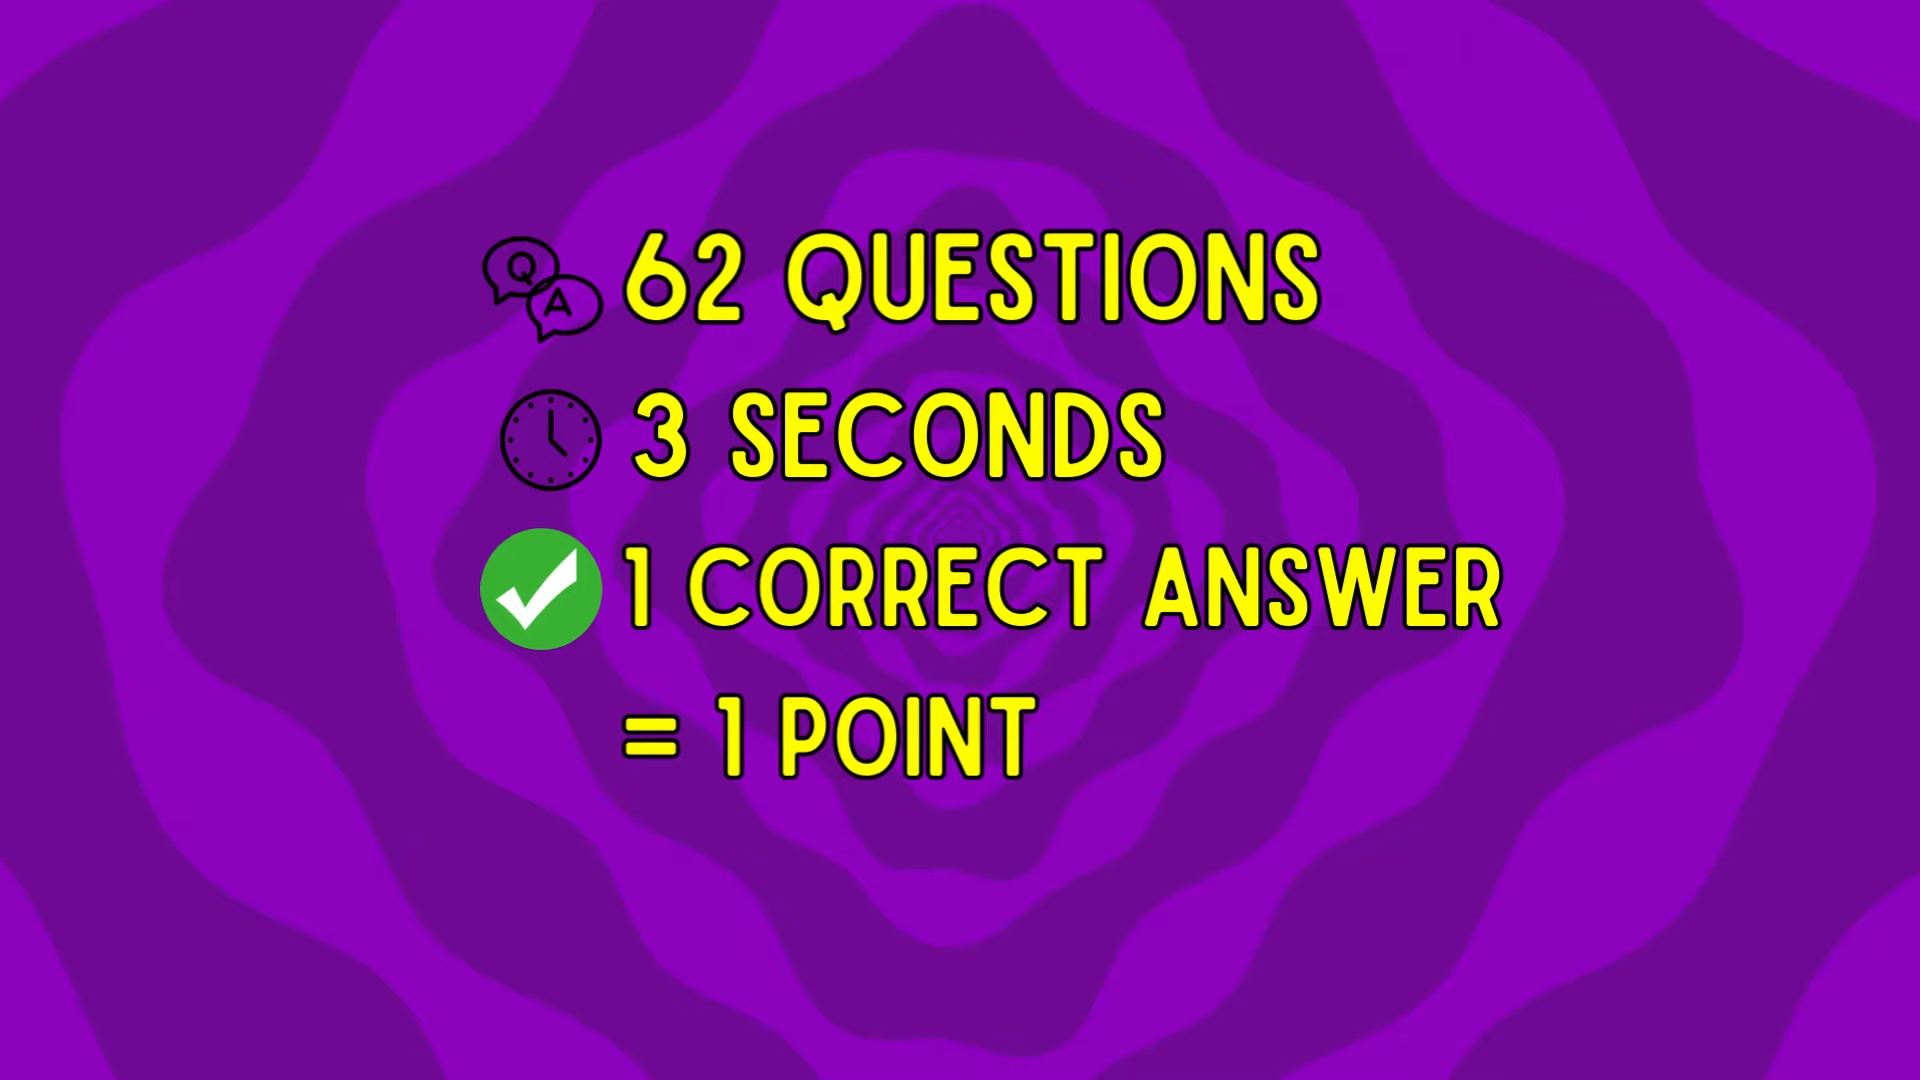 Q
A
62 QUESTIONS
3 SECONDS
1 CORRECT ANSWER
= 1 POINT